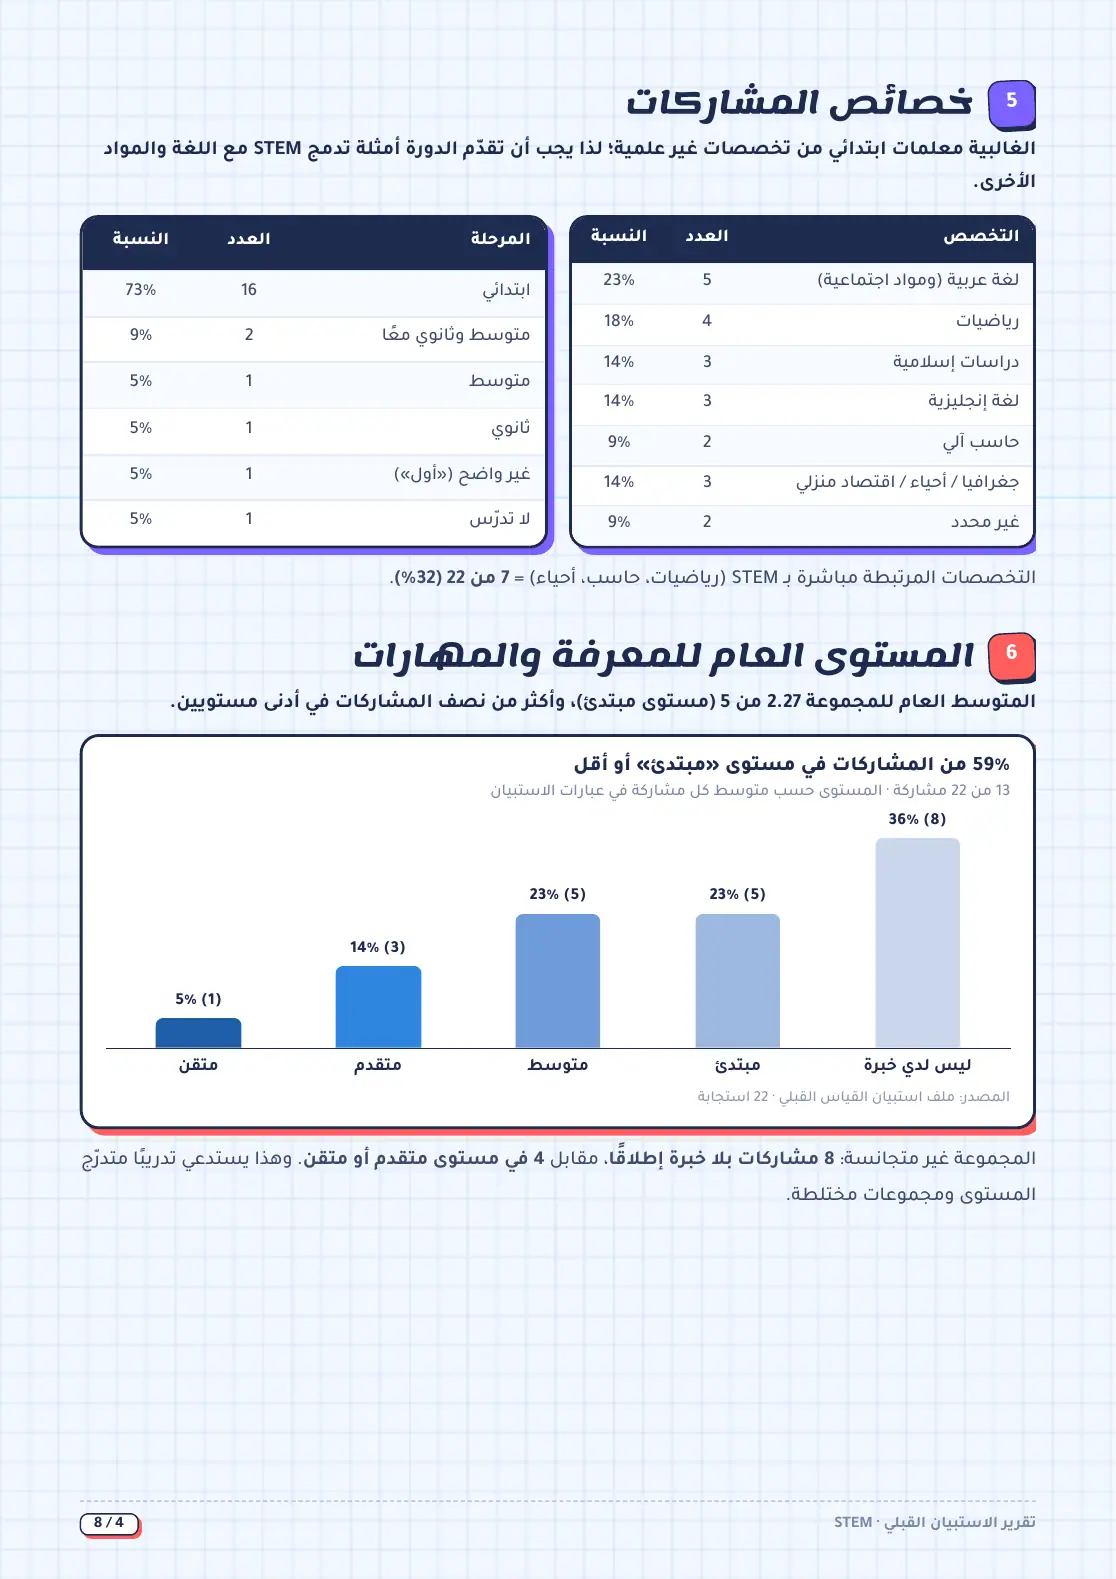 5
خصائص المشاركات
الغالبية معلمات ابتدائي من تخصصات غير علمية؛ لذا يجب أن تقدّم الدورة أمثلة تدمج STEM مع اللغة والمواد
الأخرى.
التخصص العدد النسبة
لغة عربية (ومواد اجتماعية) 5 23%
رياضيات 4 18%
دراسات إسلامية 3 14%
لغة إنجليزية 3 14%
حاسب آلي 2 9%
جغرافيا / أحياء / اقتصاد منزلي 3 14%
غير محدد 2 9%
المرحلة العدد النسبة
ابتدائي 16 73%
متوسط وثانوي معًا 2 9%
متوسط 1 5%
ثانوي 1 5%
غير واضح («أول») 1 5%
لا تدرّس 1 5%
التخصصات المرتبطة مباشرة بـ STEM (رياضيات، حاسب، أحياء) = 7 من 22 (32%).
6
المستوى العام للمعرفة والمهارات
المتوسط العام للمجموعة 2.27 من 5 (مستوى مبتدئ)، وأكثر من نصف المشاركات في أدنى مستويين.
59% من المشاركات في مستوى «مبتدئ» أو أقل
13 من 22 مشاركة · المستوى حسب متوسط كل مشاركة في عبارات الاستبيان
36% (8)
23% (5)
23% (5)
14% (3)
5% (1)
ليس لدي خبرة
مبتدئ
متوسط
متقدم
متقن
المصدر: ملف استبيان القياس القبلي · 22 استجابة
المجموعة غير متجانسة: 8 مشاركات بلا خبرة إطلاقًا، مقابل 4 في مستوى متقدم أو متقن. وهذا يستدعي تدريبًا متدرّج
المستوى ومجموعات مختلطة.
تقرير الاستبيان القبلي · STEM
8 / 4